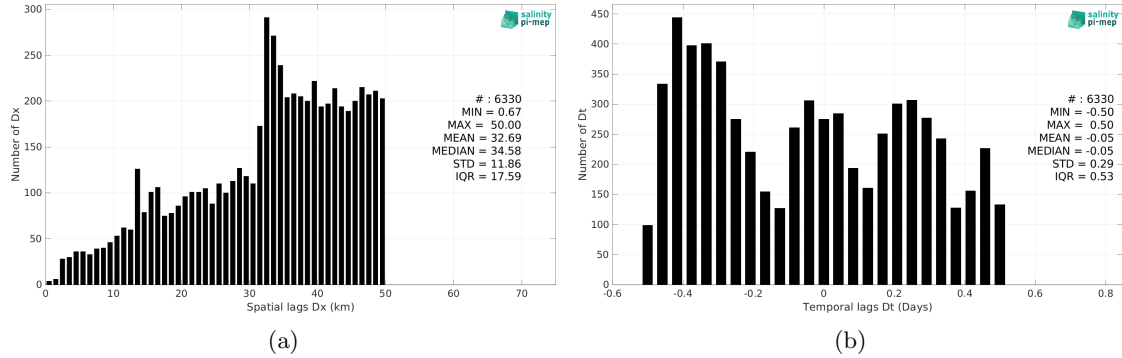 salinity
pi-mep
300
250
200
150
100
50
0
Number of Dx
# : 6330
MIN = 0.67
MAX = 50.00
MEAN = 32.69
MEDIAN = 34.58
STD = 11.86
IQR = 17.59
0 10 20 30 40 50 60 70
Spatial lags Dx (km)
(a)
salinity
pi-mep
450
400
350
300
250
200
150
100
50
0
Number of Dt
# : 6330
MIN = -0.50
MAX = 0.50
MEAN = -0.05
MEDIAN = -0.05
STD = 0.29
IQR = 0.53
-0.6 -0.4 -0.2 0 0.2 0.4 0.6 0.8
Temporal lags Dt (Days)
(b)